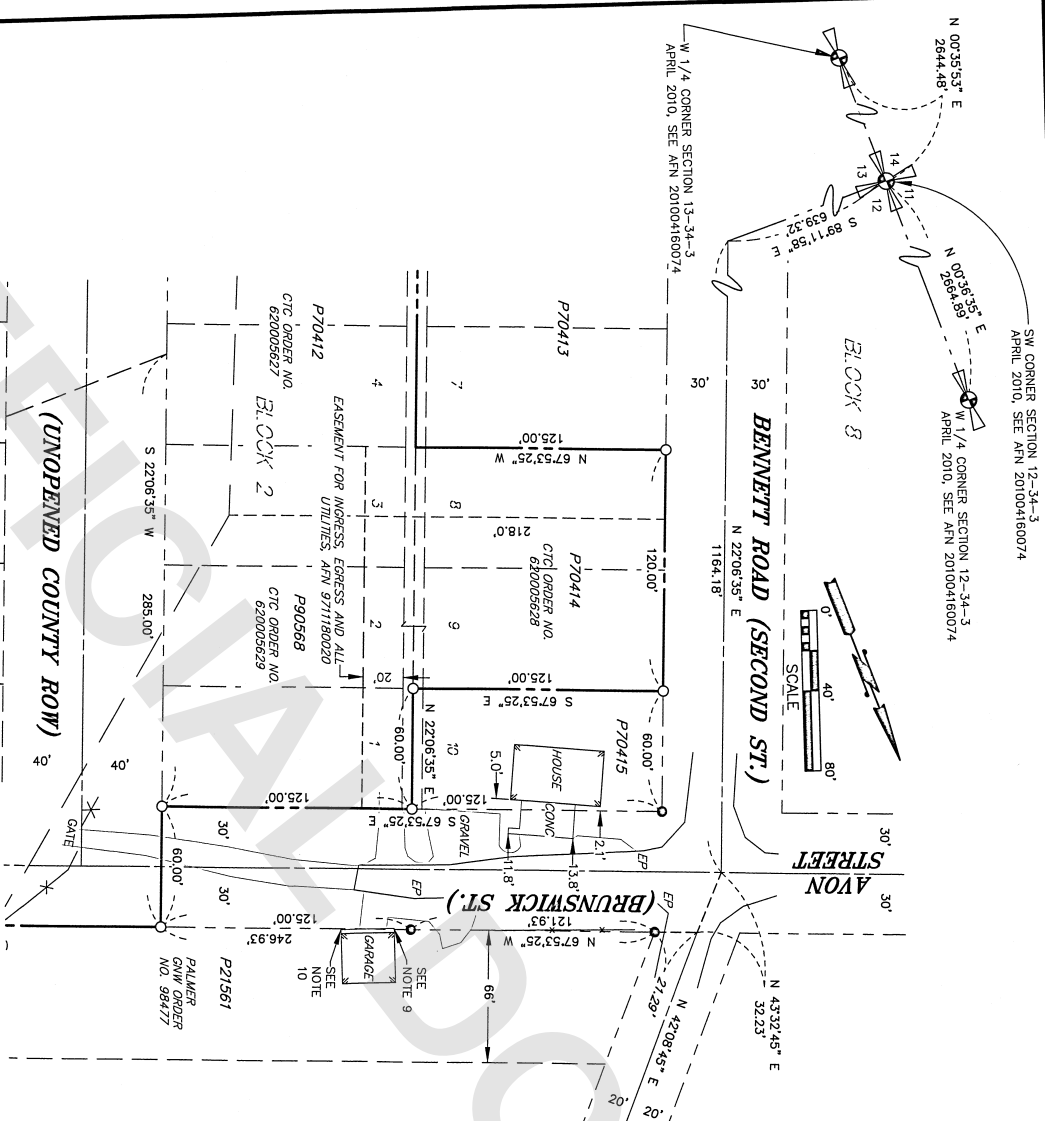 N 00°35'53" E
2644.48'
W 1/4 CORNER SECTION 13-34-3
APRIL 2010, SEE AFN 201004160074
14
11
13
12
SW CORNER SECTION 12-34-3
APRIL 2010, SEE AFN 201004160074
N 00°36'35" E
2664.89'
W 1/4 CORNER SECTION 12-34-3
APRIL 2010, SEE AFN 201004160074
S 89°11'58" E
639.32'
BLOCK 8
30'
30'
BENNETT ROAD (SECOND ST.)
N 22°06'35" E
1164.18'
0'
40'
80'
SCALE
30'
AVON
STREET
30'
P70413
7
N 67°53'25" W
125.00'
8
218.0'
120.00'
P70414
CTC ORDER NO.
620005628
9
S 67°53'25" E
125.00'
P70415
60.00'
10
N 22°06'35" E
60.00'
HOUSE
5.0'
CONC
2.1'
13.8'
11.8'
GRAVEL
S 67°53'25" E
125.00'
125.00'
EP
EP
EP
(BRUNSWICK ST.)
N 67°53'25" W
121.93'
125.00'
246.93'
P70412
CTC ORDER NO.
620005627
4
BLOCK 2
3
EASEMENT FOR INGRESS, EGRESS AND ALL
UTILITIES, AFN 9711180020
2
P90568
CTC ORDER NO.
620005629
20'
1
S 22°06'35" W
285.00'
(UNOPENED COUNTY ROW)
40'
40'
GATE
30'
30'
60.00'
GARAGE
SEE
NOTE 9
SEE
NOTE
10
66'
P21561
PALMER
GNW ORDER
NO. 98477
N 43°32'45" E
32.23'
21.29'
N 42°08'45" E
20'
20'
FICIAL DO